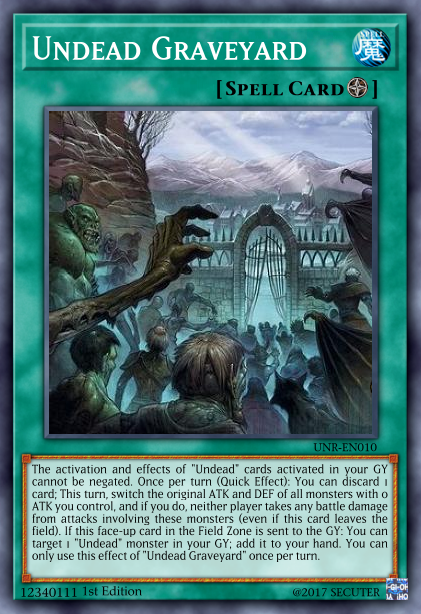 UNDEAD GRAVEYARD
魔
[SPELL CARD]
UNR-EN010
The activation and effects of "Undead" cards activated in your GY
cannot be negated. Once per turn (Quick Effect): You can discard 1
card; This turn, switch the original ATK and DEF of all monsters with 0
ATK you control, and if you do, neither player takes any battle damage
from attacks involving these monsters (even if this card leaves the
field). If this face-up card in the Field Zone is sent to the GY: You can
target 1 "Undead" monster in your GY; add it to your hand. You can
only use this effect of "Undead Graveyard" once per turn.
12340111 1st Edition
©2017 SECUTER